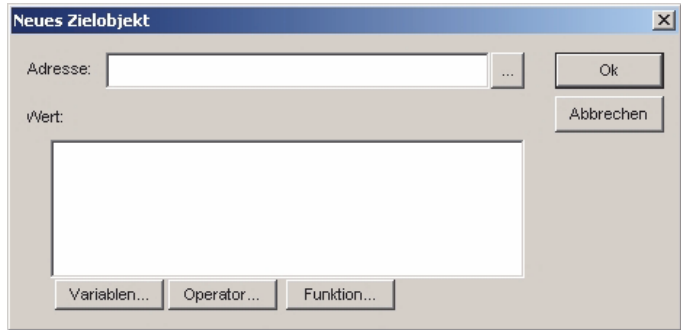 Neues Zielobjekt
Adresse:
...
Ok
Abbrechen
Wert:
Variablen... Operator... Funktion...